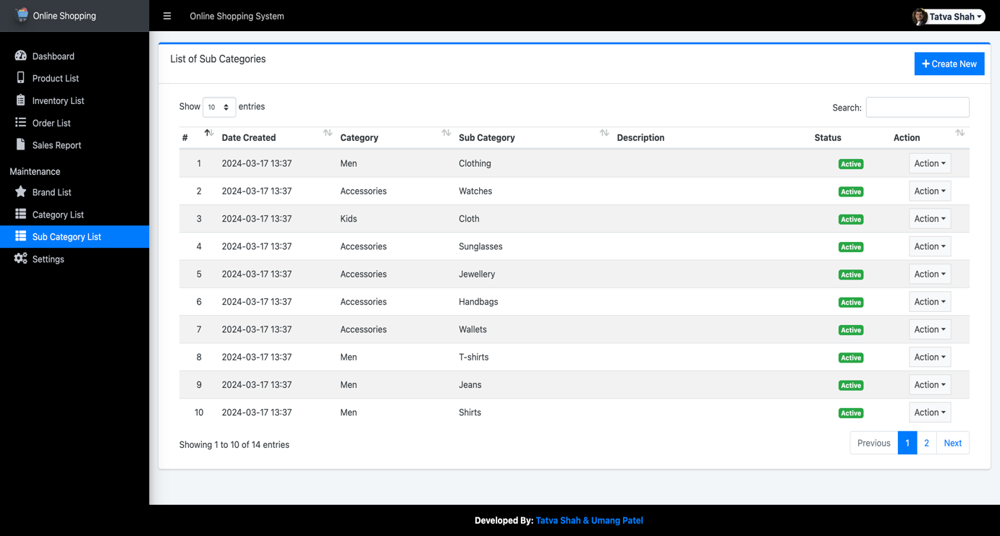 Online Shopping
Online Shopping System
Tatva Shah
Dashboard
Product List
Inventory List
Order List
Sales Report
Maintenance
Brand List
Category List
Sub Category List
Settings
List of Sub Categories
Create New
Show 10 entries
Search:
# Date Created Category Sub Category Description Status Action
1 2024-03-17 13:37 Men Clothing Active Action
2 2024-03-17 13:37 Accessories Watches Active Action
3 2024-03-17 13:37 Kids Cloth Active Action
4 2024-03-17 13:37 Accessories Sunglasses Active Action
5 2024-03-17 13:37 Accessories Jewellery Active Action
6 2024-03-17 13:37 Accessories Handbags Active Action
7 2024-03-17 13:37 Accessories Wallets Active Action
8 2024-03-17 13:37 Men T-shirts Active Action
9 2024-03-17 13:37 Men Jeans Active Action
10 2024-03-17 13:37 Men Shirts Active Action
Showing 1 to 10 of 14 entries
Previous 1 2 Next
Developed By: Tatva Shah & Umang Patel